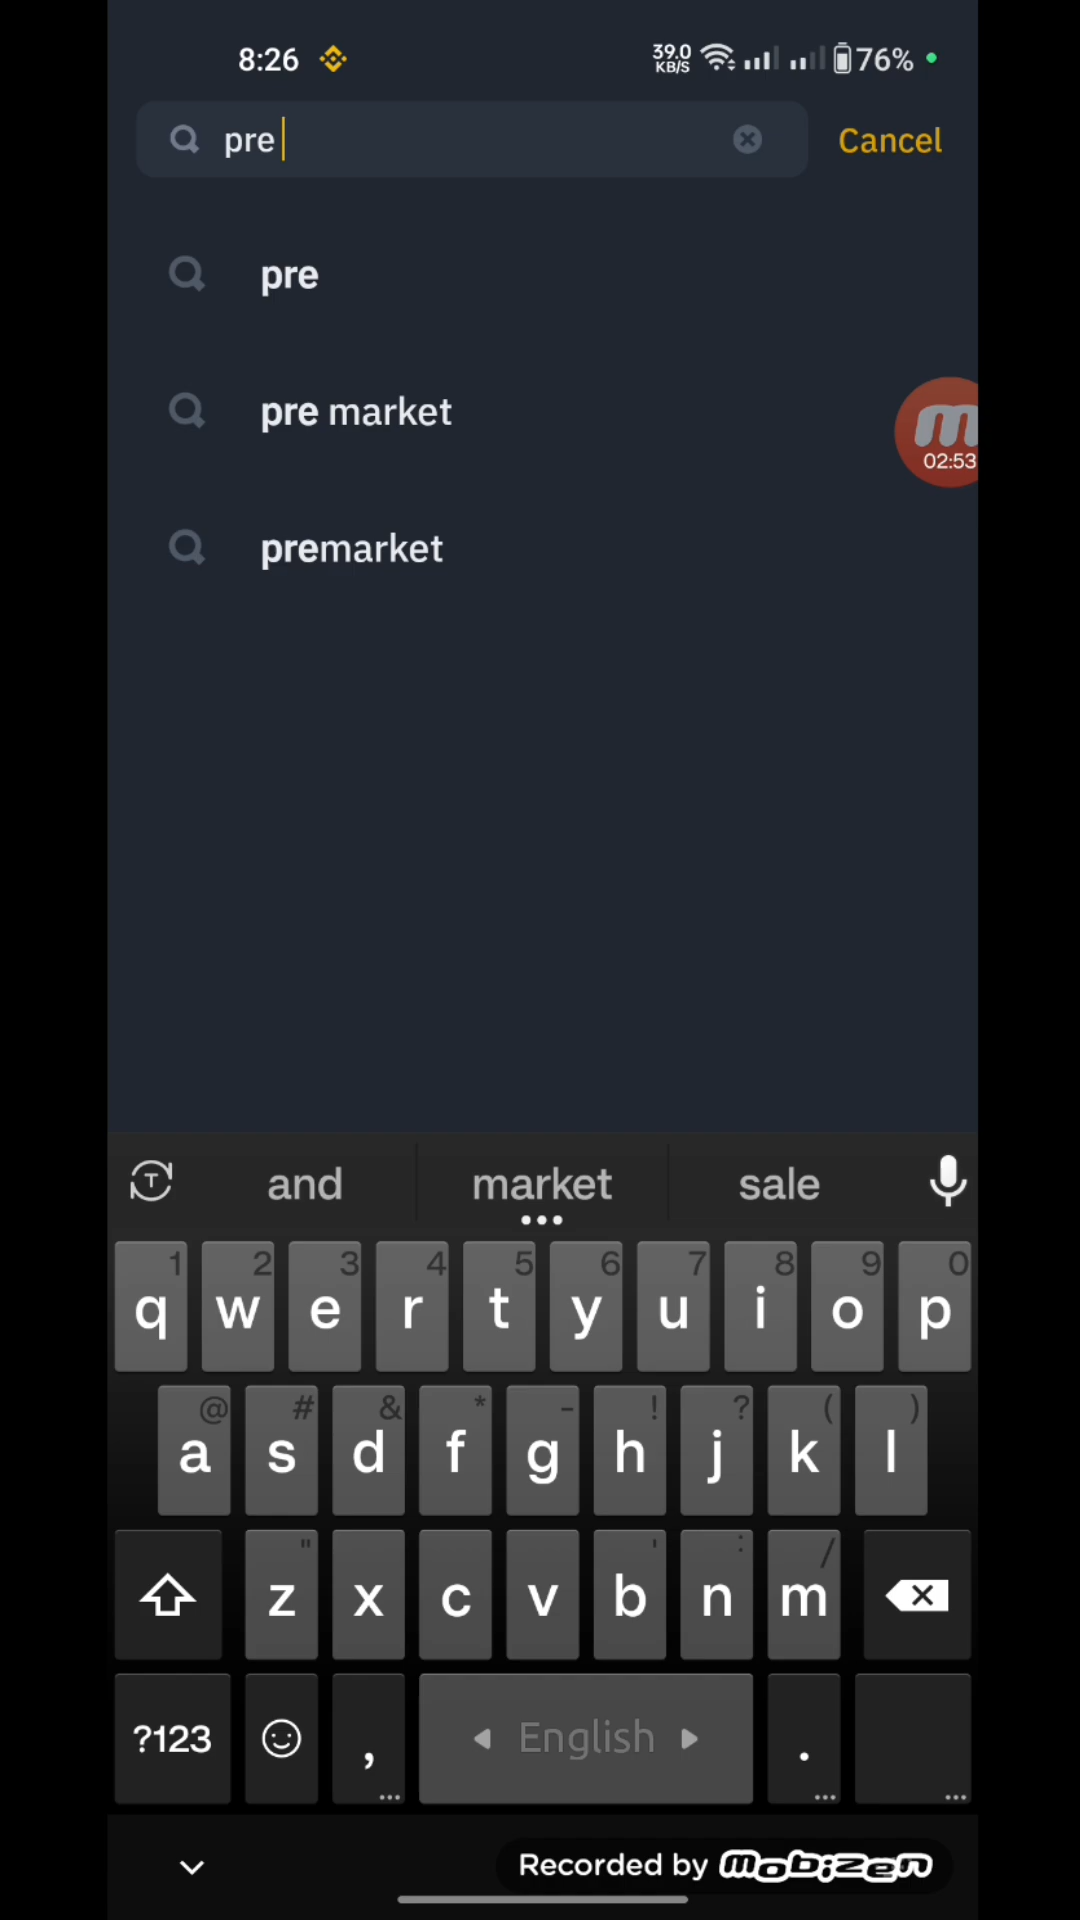 8:26 39.0 KB/S 76%
pre Cancel
pre
pre market
02:53
premarket
T and market sale
1 2 3 4 5 6 7 8 9 0
q w e r t y u i o p
@ # & * - ! ? ( )
a s d f g h j k l
" ' : /
z x c v b n m
?123 , English .
Recorded by mobizen